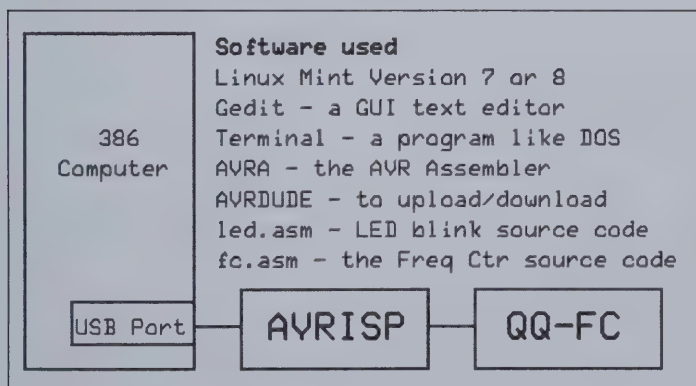 Software used
Linux Mint Version 7 or 8
Gedit - a GUI text editor
Terminal - a program like DOS
AVRA - the AVR Assembler
AVRDUDE - to upload/download
led.asm - LED blink source code
fc.asm - the Freq Ctr source code
386
Computer
USB Port
AVRISP
QQ-FC